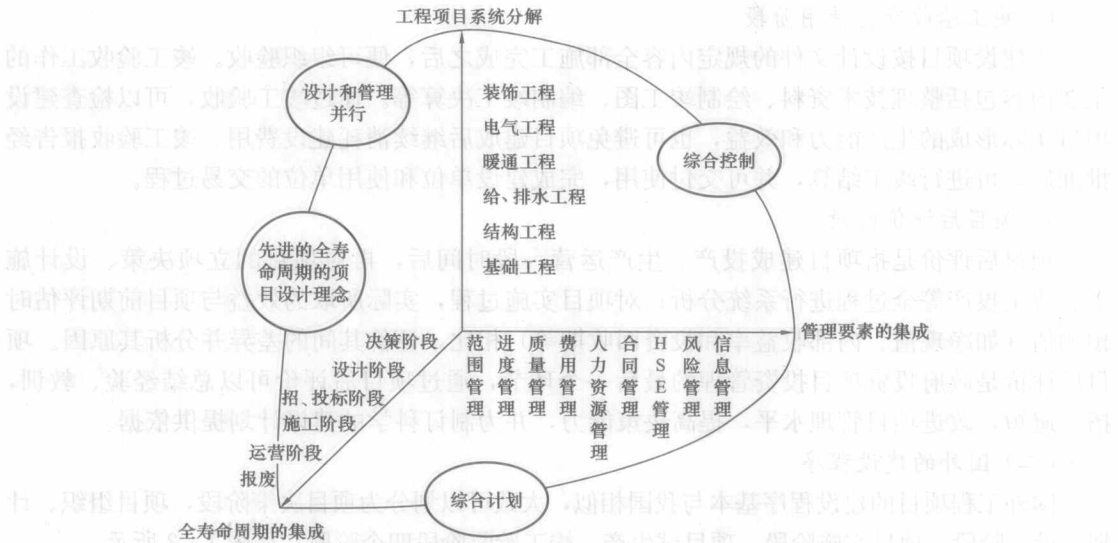 工程项目系统分解
设计和管理
并行
装饰工程
电气工程
暖通工程
给、排水工程
结构工程
基础工程
综合控制
先进的全寿
命周期的项
目设计理念
管理要素的集成
决策阶段
设计阶段
招、投标阶段
施工阶段
运营阶段
报废
全寿命周期的集成
范围管理
进度管理
质量管理
费用管理
人力资源管理
合同管理
HSE管理
风险管理
信息管理
综合计划